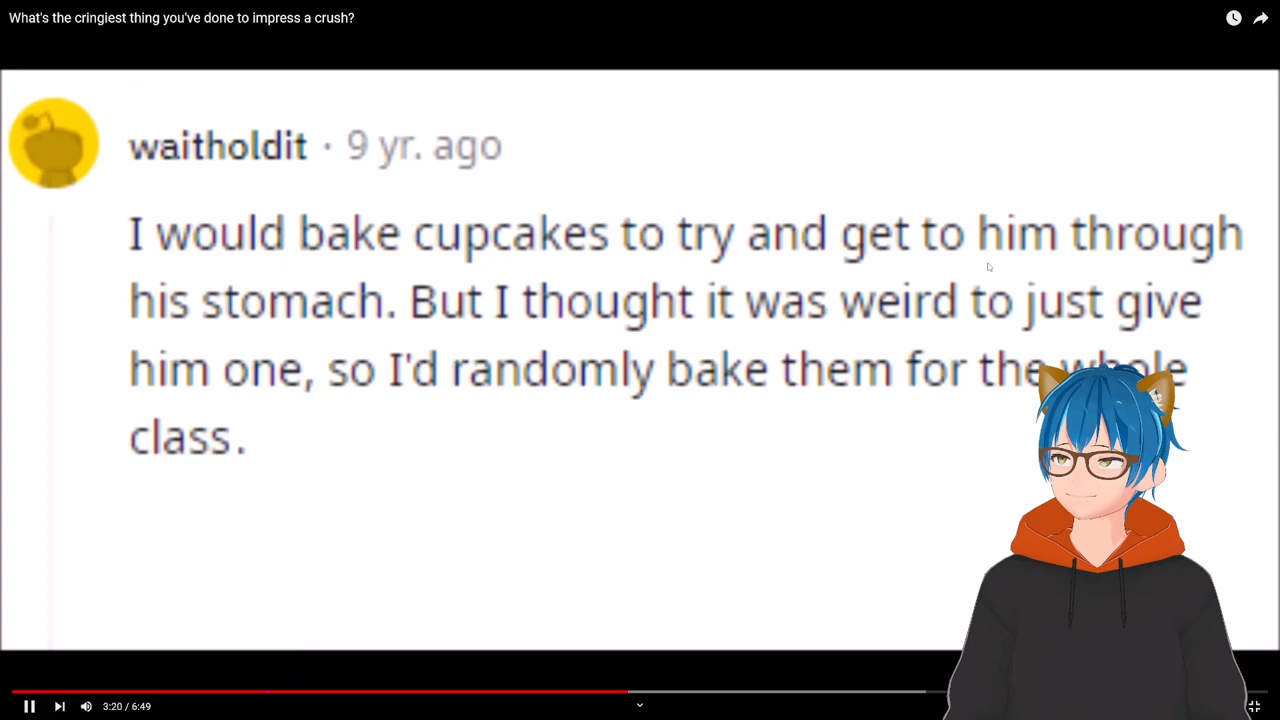 What's the cringiest thing you've done to impress a crush?
waitholdit · 9 yr. ago
I would bake cupcakes to try and get to him through
his stomach. But I thought it was weird to just give
him one, so I'd randomly bake them for the whole
class.
3:20 / 6:49